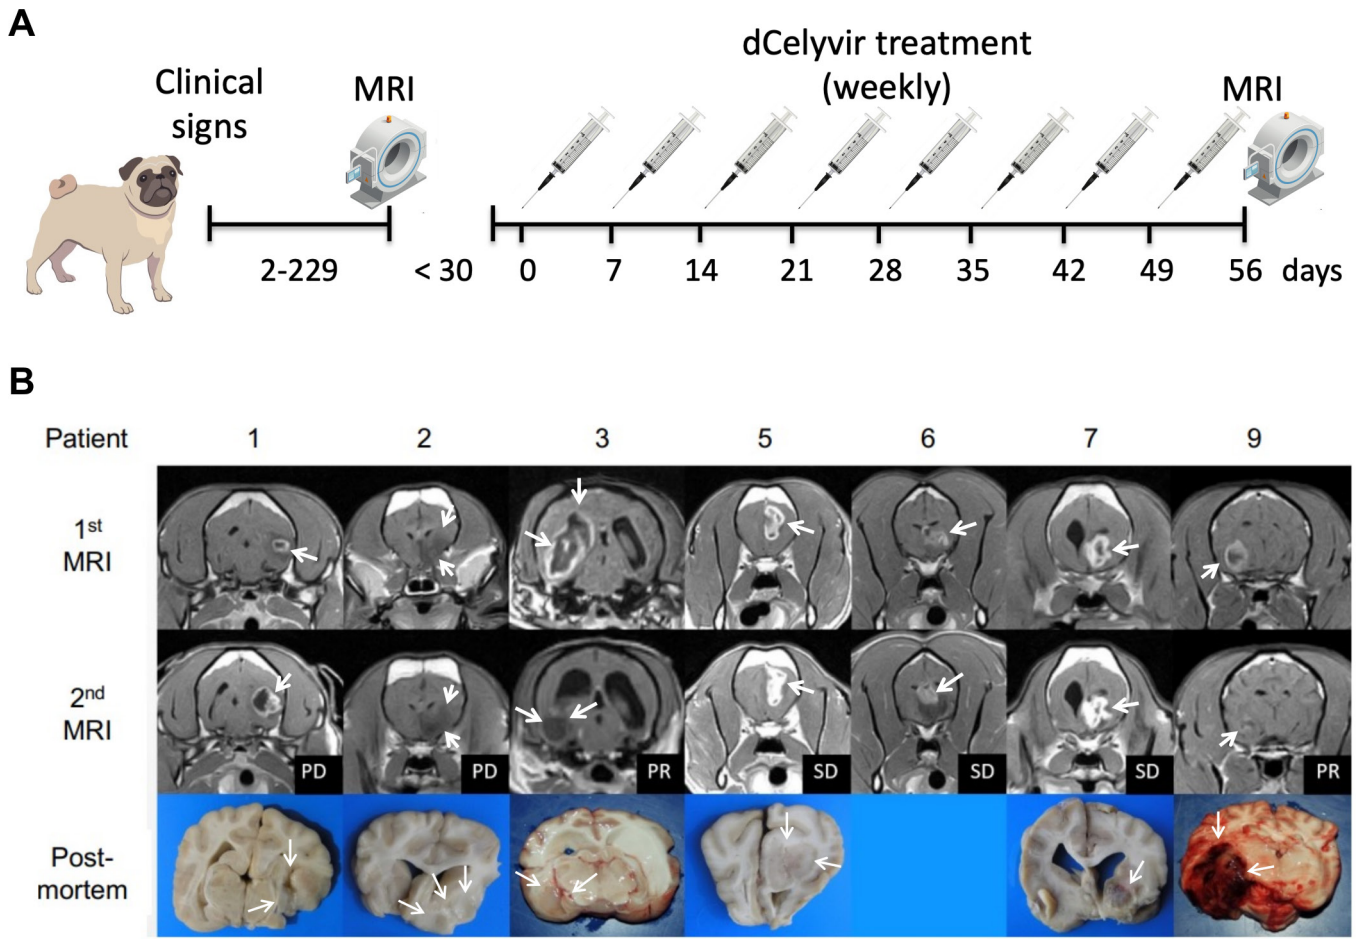 A
Clinical
signs
MRI
dCelyvir treatment
(weekly)
MRI
2-229
< 30
0 7 14 21 28 35 42 49 56 days
B
Patient 1 2 3 5 6 7 9
1st
MRI
2nd
MRI
PD PD PR SD SD SD PR
Post-
mortem